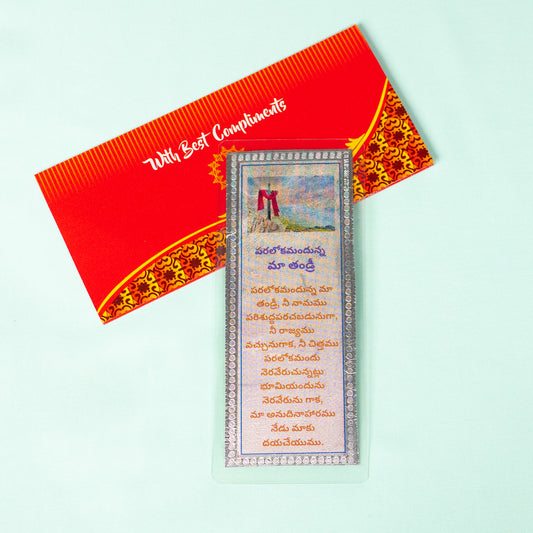 With Best Compliments
పరలోకమందున్న
మా తండ్రీ
పరలోకమందున్న మా
తండ్రి, నీ నామము
పరిశుద్ధపరచబడునుగా,
నీ రాజ్యము
వచ్చునుగాక, నీ చిత్తము
పరలోకమందు
నెరవేరుచున్నట్లు
భూమియందును
నెరవేరును గాక,
మా అనుదినాహారము
నేడు మాకు
దయచేయుము.